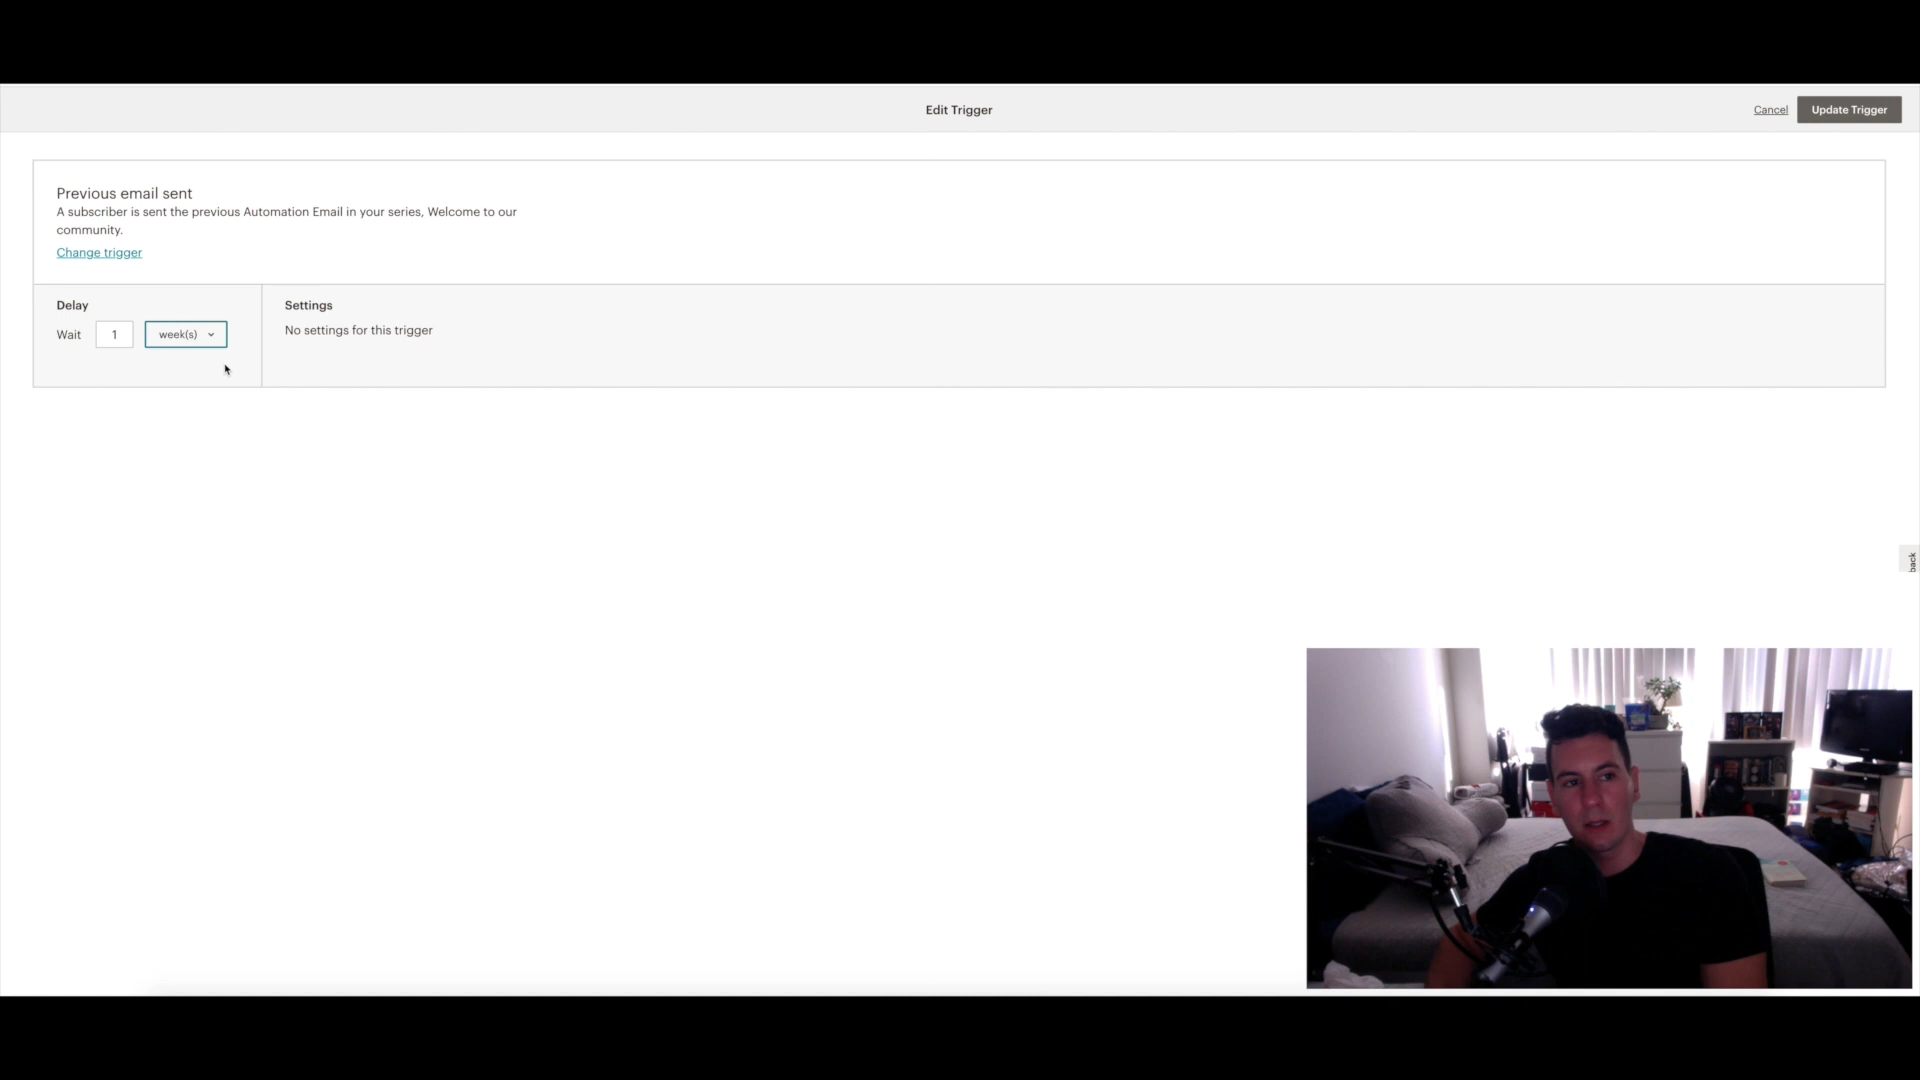 Edit Trigger
Cancel
Update Trigger
Previous email sent
A subscriber is sent the previous Automation Email in your series, Welcome to our
community.
Change trigger
Delay
Settings
Wait 1 week(s)
No settings for this trigger
back